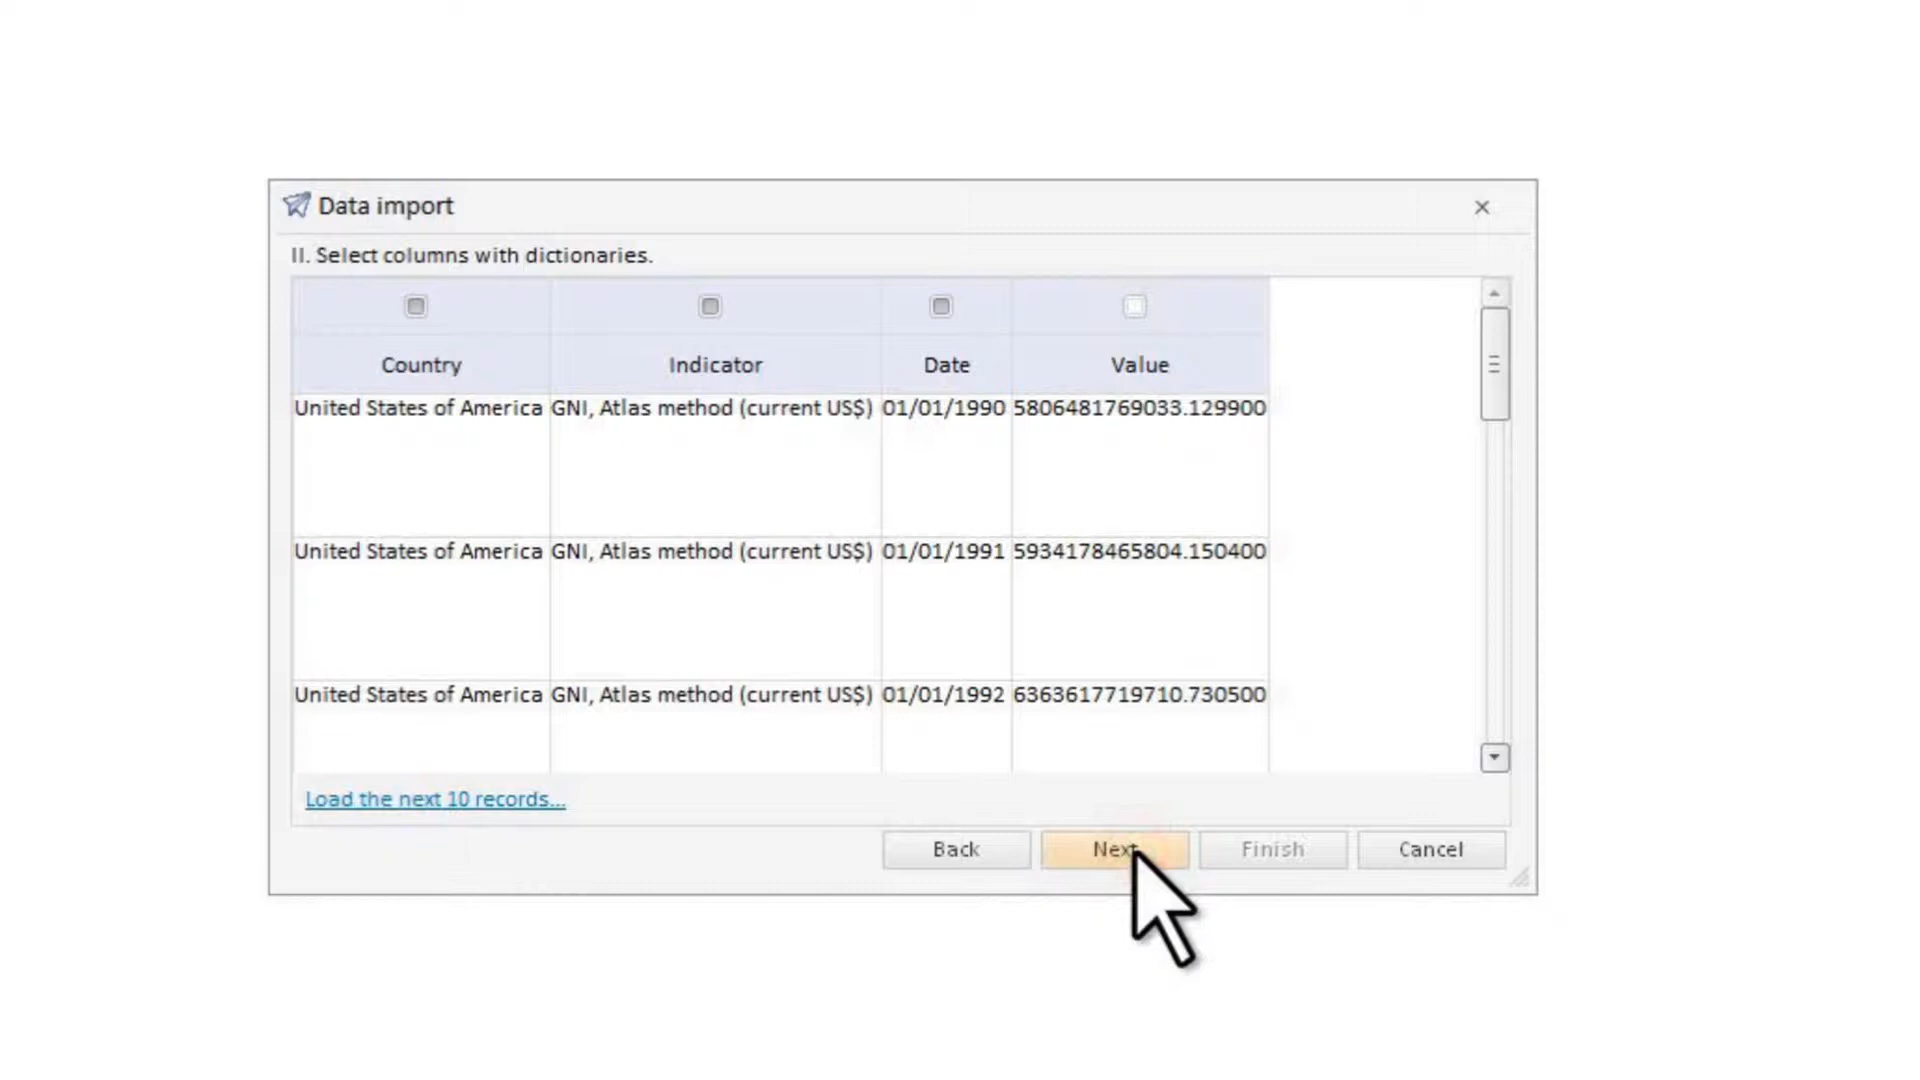 Data import
II. Select columns with dictionaries.
Country Indicator Date Value
United States of America GNI, Atlas method (current US$) 01/01/1990 5806481769033.129900
United States of America GNI, Atlas method (current US$) 01/01/1991 5934178465804.150400
United States of America GNI, Atlas method (current US$) 01/01/1992 6363617719710.730500
Load the next 10 records...
Back Next Finish Cancel